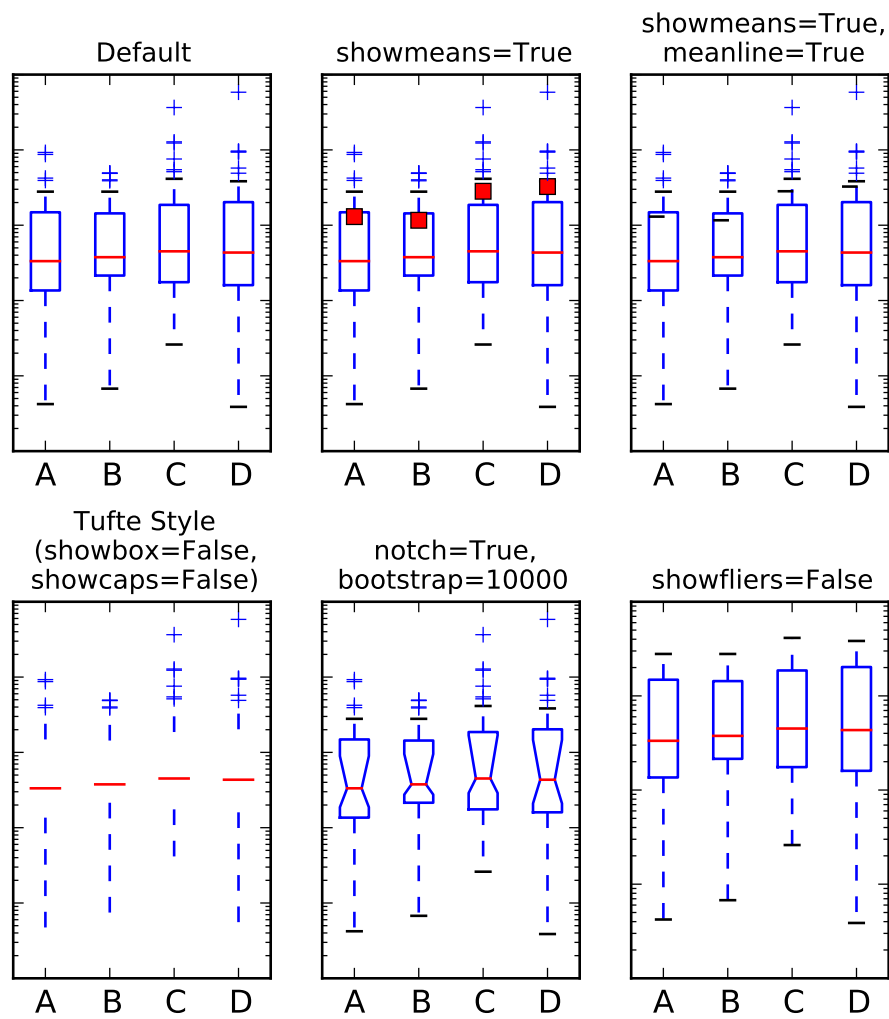 Default
showmeans=True
showmeans=True,
meanline=True
A B C D
A B C D
A B C D
Tufte Style
(showbox=False,
showcaps=False)
notch=True,
bootstrap=10000
showfliers=False
A B C D
A B C D
A B C D